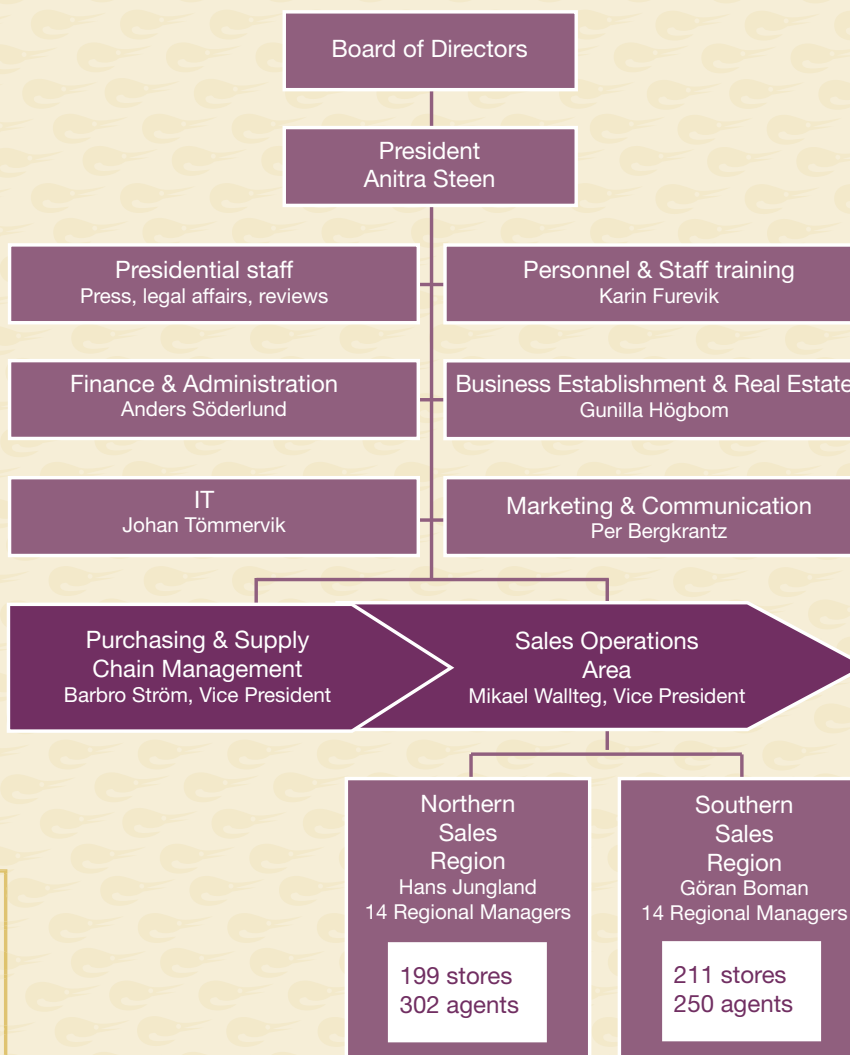 Board of Directors
President
Anitra Steen
Presidential staff
Press, legal affairs, reviews
Personnel & Staff training
Karin Furevik
Finance & Administration
Anders Söderlund
Business Establishment & Real Estate
Gunilla Högbom
IT
Johan Tömmervik
Marketing & Communication
Per Bergkrantz
Purchasing & Supply
Chain Management
Barbro Ström, Vice President
Sales Operations
Area
Mikael Wallteg, Vice President
Northern
Sales
Region
Hans Jungland
14 Regional Managers
199 stores
302 agents
Southern
Sales
Region
Göran Boman
14 Regional Managers
211 stores
250 agents